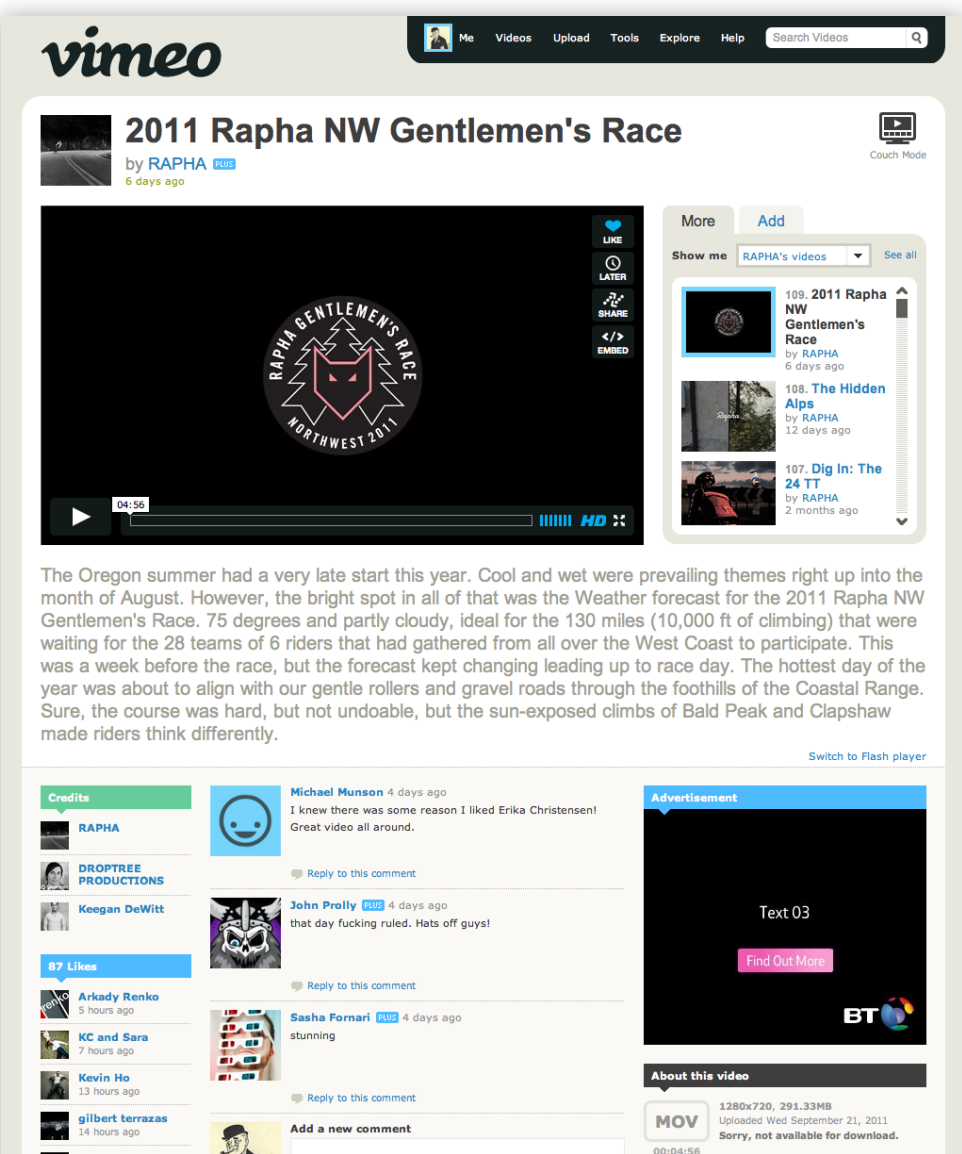 vimeo
Me Videos Upload Tools Explore Help Search Videos
2011 Rapha NW Gentlemen's Race
by RAPHA PLUS
6 days ago
Couch Mode
LIKE
LATER
SHARE
EMBED
RAPHA GENTLEMEN'S RACE
NORTHWEST 2011
04:56
HD
More Add
Show me RAPHA's videos See all
109. 2011 Rapha
NW
Gentlemen's
Race
by RAPHA
6 days ago
Rapha
108. The Hidden
Alps
by RAPHA
12 days ago
107. Dig In: The
24 TT
by RAPHA
2 months ago
The Oregon summer had a very late start this year. Cool and wet were prevailing themes right up into the
month of August. However, the bright spot in all of that was the Weather forecast for the 2011 Rapha NW
Gentlemen's Race. 75 degrees and partly cloudy, ideal for the 130 miles (10,000 ft of climbing) that were
waiting for the 28 teams of 6 riders that had gathered from all over the West Coast to participate. This
was a week before the race, but the forecast kept changing leading up to race day. The hottest day of the
year was about to align with our gentle rollers and gravel roads through the foothills of the Coastal Range.
Sure, the course was hard, but not undoable, but the sun-exposed climbs of Bald Peak and Clapshaw
made riders think differently.
Switch to Flash player
Credits
RAPHA
DROPTREE
PRODUCTIONS
Keegan DeWitt
87 Likes
renko
Arkady Renko
5 hours ago
KC and Sara
7 hours ago
Kevin Ho
13 hours ago
gilbert terrazas
14 hours ago
Michael Munson 4 days ago
I knew there was some reason I liked Erika Christensen!
Great video all around.
Reply to this comment
John Prolly PLUS 4 days ago
that day fucking ruled. Hats off guys!
Reply to this comment
Sasha Fornari PLUS 4 days ago
stunning
Reply to this comment
Add a new comment
Advertisement
Text 03
Find Out More
BT
About this video
MOV
1280x720, 291.33MB
Uploaded Wed September 21, 2011
Sorry, not available for download.
00:04:56